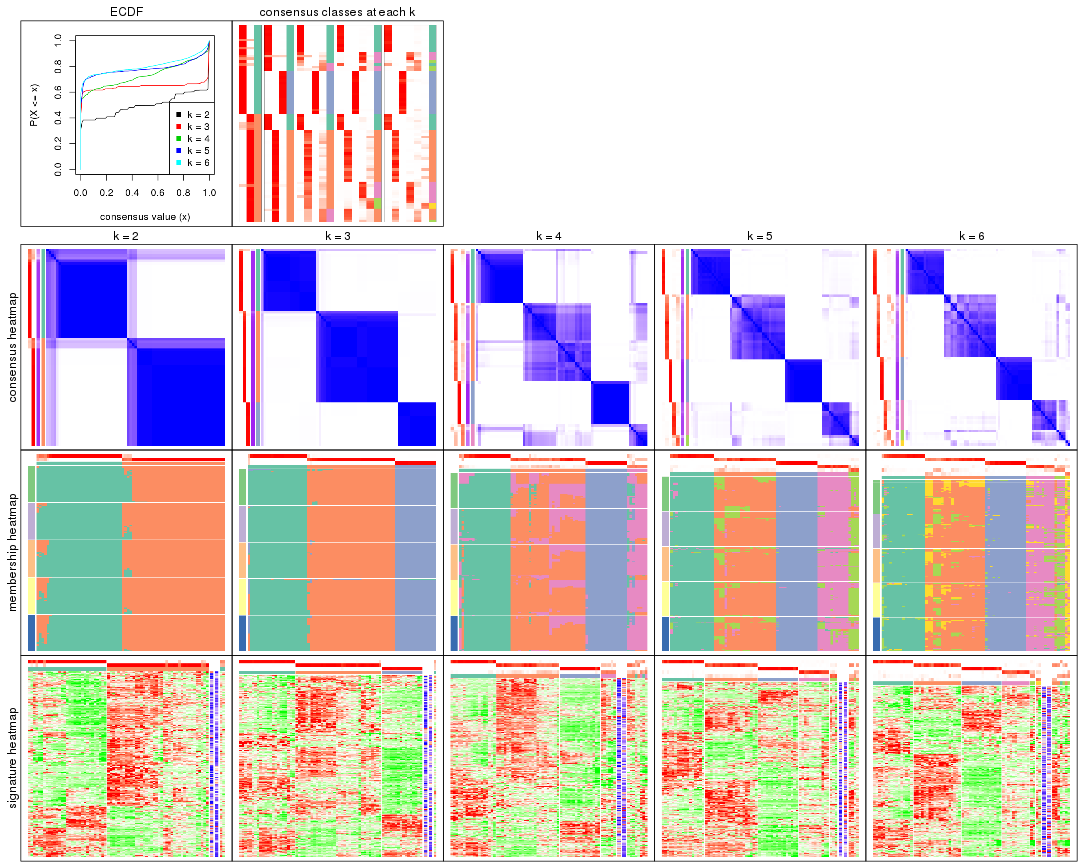 ECDF
consensus classes at each k
P(X <= x)
0.0 0.2 0.4 0.6 0.8 1.0
k = 2
k = 3
k = 4
k = 5
k = 6
0.0 0.2 0.4 0.6 0.8 1.0
consensus value (x)
k = 2 k = 3 k = 4 k = 5 k = 6
consensus heatmap
membership heatmap
signature heatmap